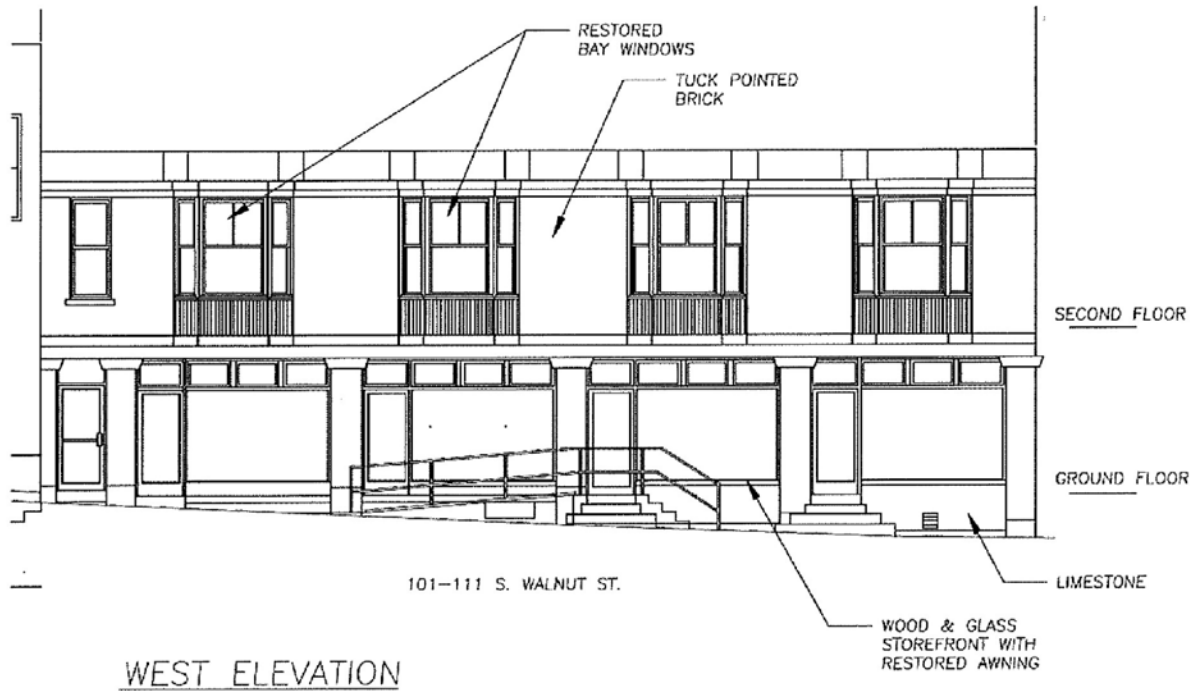 RESTORED
BAY WINDOWS
TUCK POINTED
BRICK
SECOND FLOOR
GROUND FLOOR
101-111 S. WALNUT ST.
LIMESTONE
WOOD & GLASS
STOREFRONT WITH
RESTORED AWNING
WEST ELEVATION